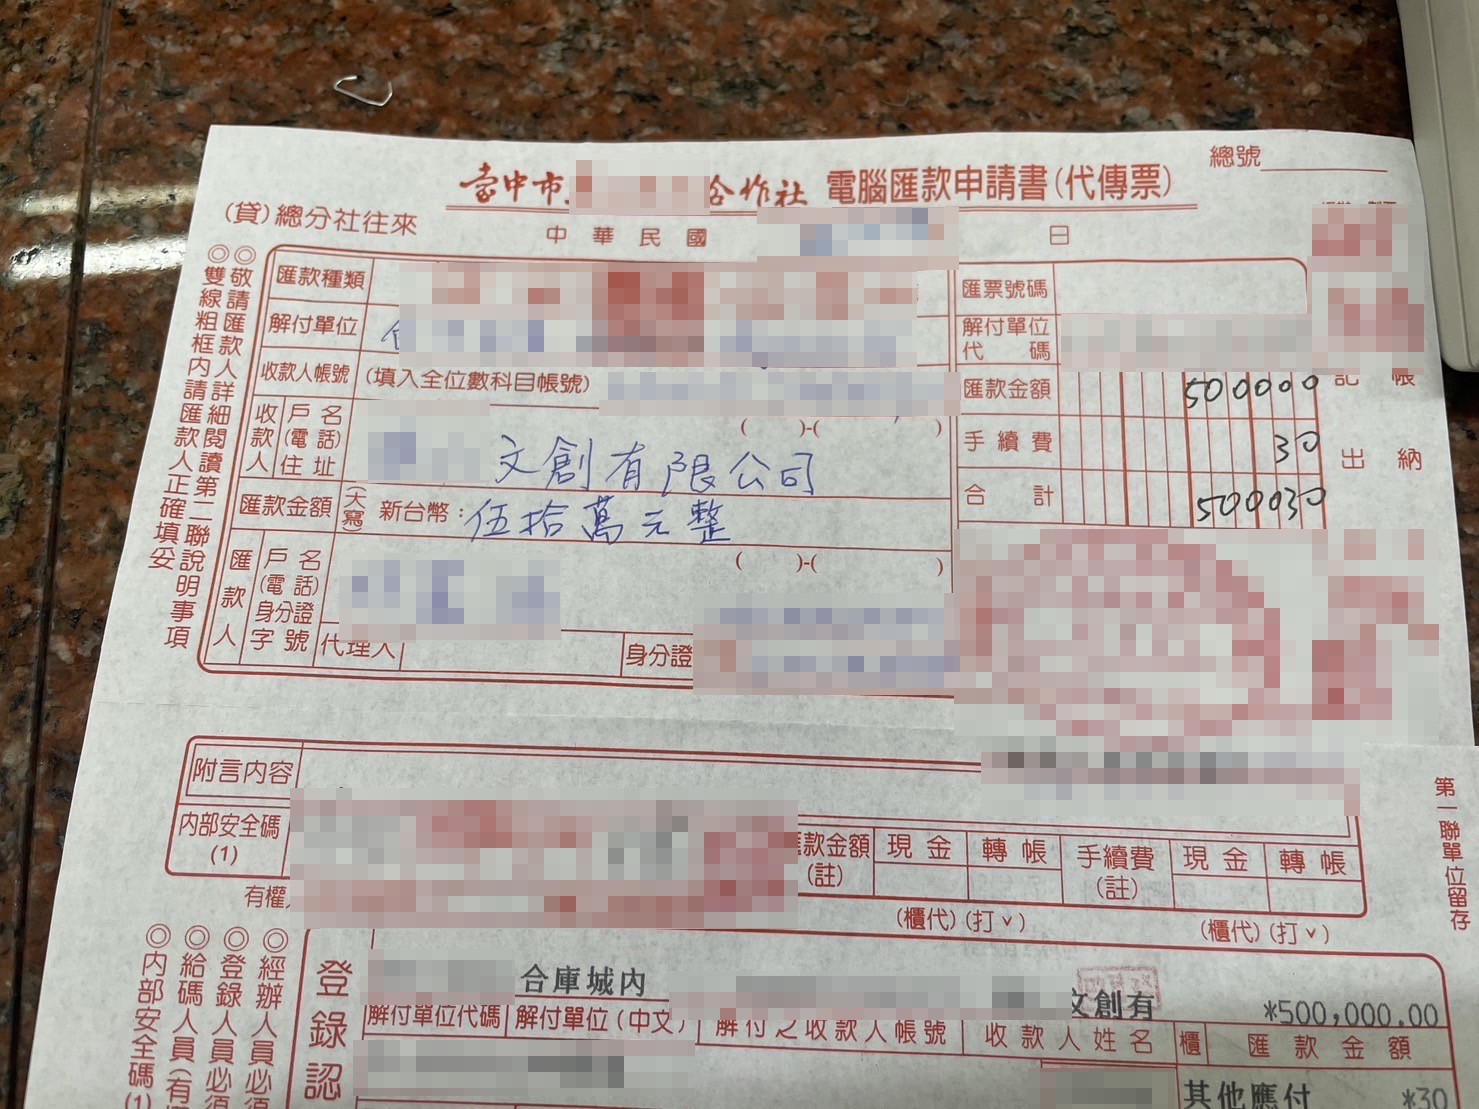 總號
臺中市 合作社 電腦匯款申請書(代傳票)
(貸)總分社往來
中華民國 日
◎敬請匯款人詳細閱讀第二聯說明事項
◎雙線粗框內請匯款人正確填妥
匯款種類
匯票號碼
解付單位
解付單位代碼
收款人帳號 (填入全位數科目帳號)
匯款金額 500000
記帳
收款人 戶名(電話)住址 ( )-( )
文創有限公司
手續費 30
出納
匯款金額(大寫) 新台幣:伍拾萬元整
合計 500030
匯款人 戶名(電話)身分證字號 ( )-( )
代理人 身分證
附言內容
內部安全碼(1)
匯款金額(註) 現金 轉帳 手續費(註) 現金 轉帳
有權
(櫃代)(打∨) (櫃代)(打∨)
第一聯單位留存
◎經辦人員必須
◎登錄人員必須
◎給碼人員(有權
◎內部安全碼(1)
登錄認
合庫城內 文創有 *500,000.00
解付單位代碼 解付單位(中文) 解付之收款人帳號 收款人姓名 櫃 匯款金額
其他應付 *30